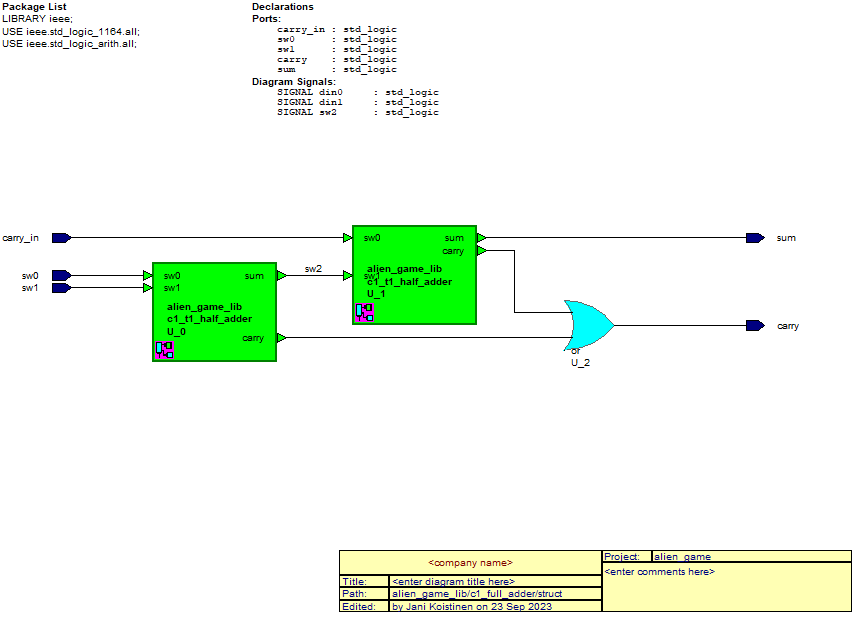 Package List
LIBRARY ieee;
USE ieee.std_logic_1164.all;
USE ieee.std_logic_arith.all;
Declarations
Ports:
carry_in : std_logic
sw0 : std_logic
sw1 : std_logic
carry : std_logic
sum : std_logic
Diagram Signals:
SIGNAL din0 : std_logic
SIGNAL din1 : std_logic
SIGNAL sw2 : std_logic
carry_in
sw0
sw1
sw0 sum
sw1
alien_game_lib
c1_t1_half_adder
U_0
carry
sw2
sw0 sum
carry
sw1
alien_game_lib
c1_t1_half_adder
U_1
or
U_2
sum
carry
<company name>
Title: <enter diagram title here>
Path: alien_game_lib/c1_full_adder/struct
Edited: by Jani Koistinen on 23 Sep 2023
Project: alien_game
<enter comments here>